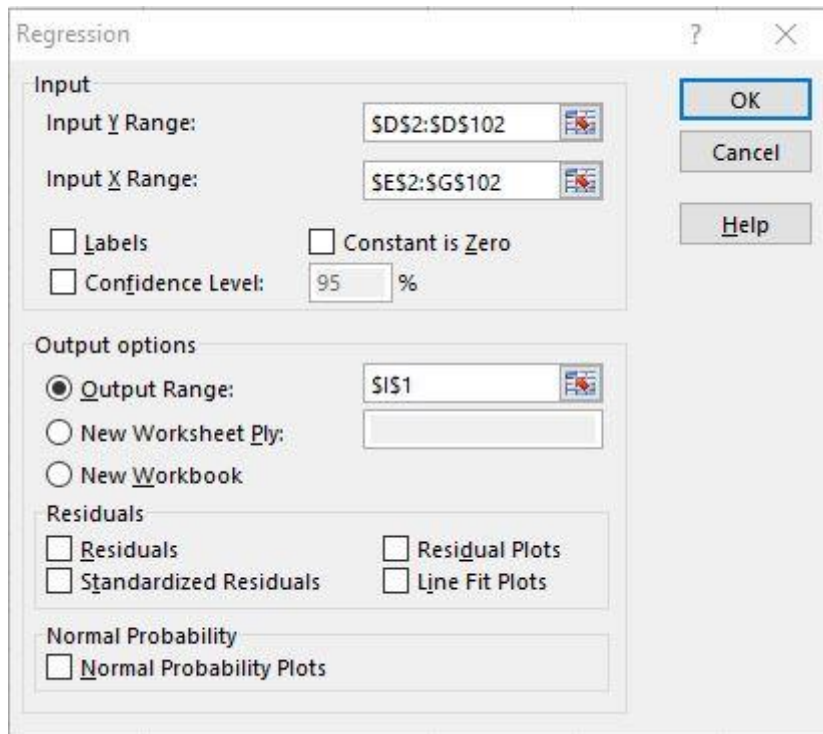 Regression
?
Input
OK
Input Y Range:
$D$2:$D$102
Cancel
Input X Range:
$E$2:$G$102
Help
Labels
Constant is Zero
Confidence Level:
95
%
Output options
Output Range:
$I$1
New Worksheet Ply:
New Workbook
Residuals
Residuals
Residual Plots
Standardized Residuals
Line Fit Plots
Normal Probability
Normal Probability Plots